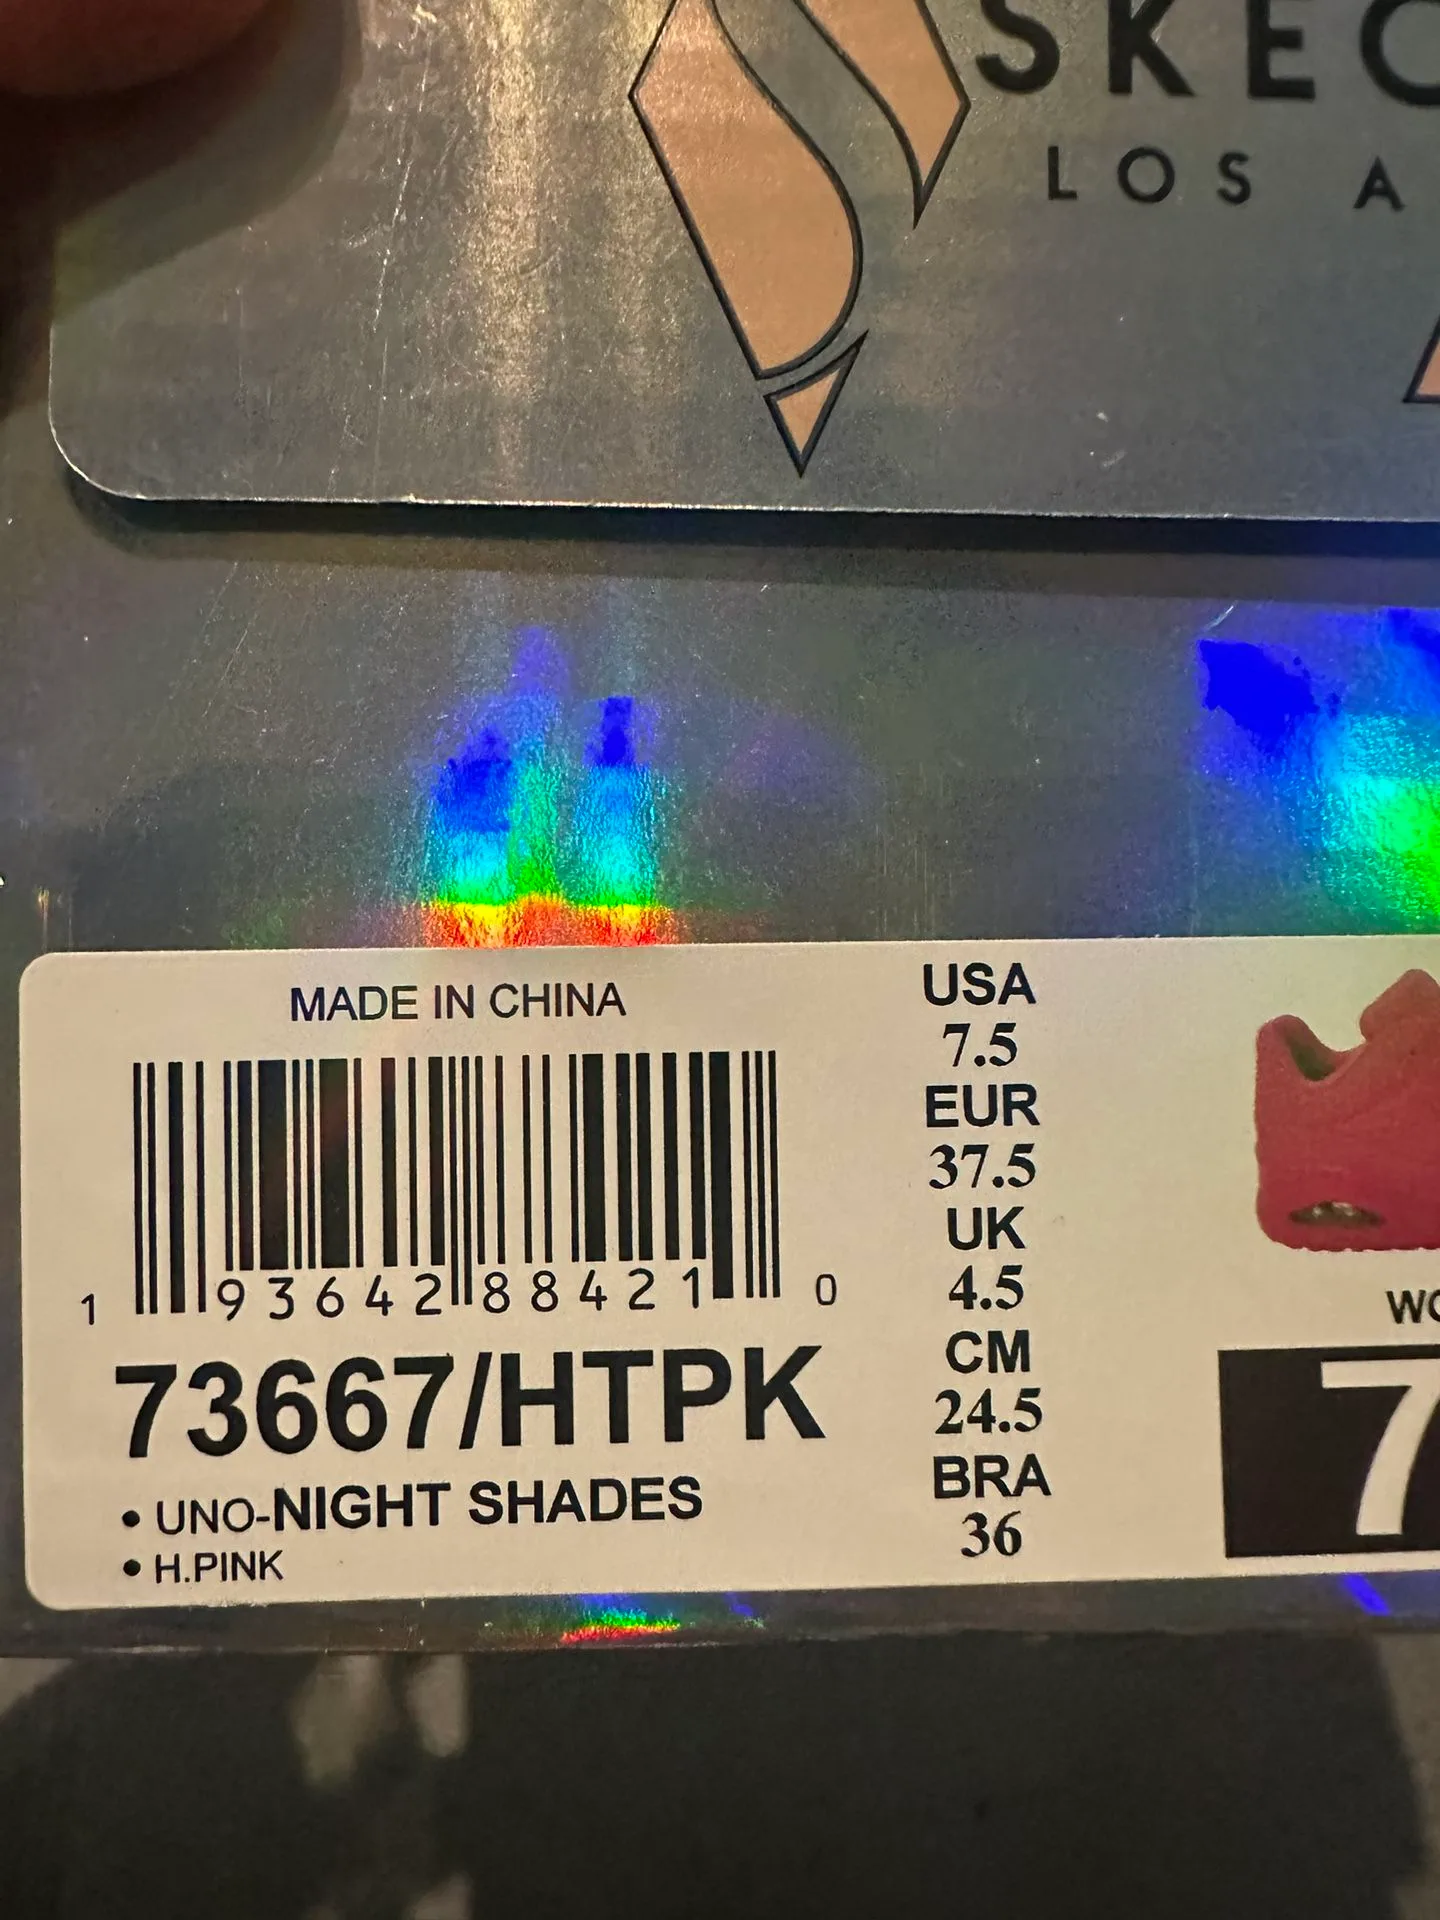 SKEC
LOS A
MADE IN CHINA
1 93642 88421 0
73667/HTPK
• UNO-NIGHT SHADES
• H.PINK
USA
7.5
EUR
37.5
UK
4.5
CM
24.5
BRA
36
WO
7